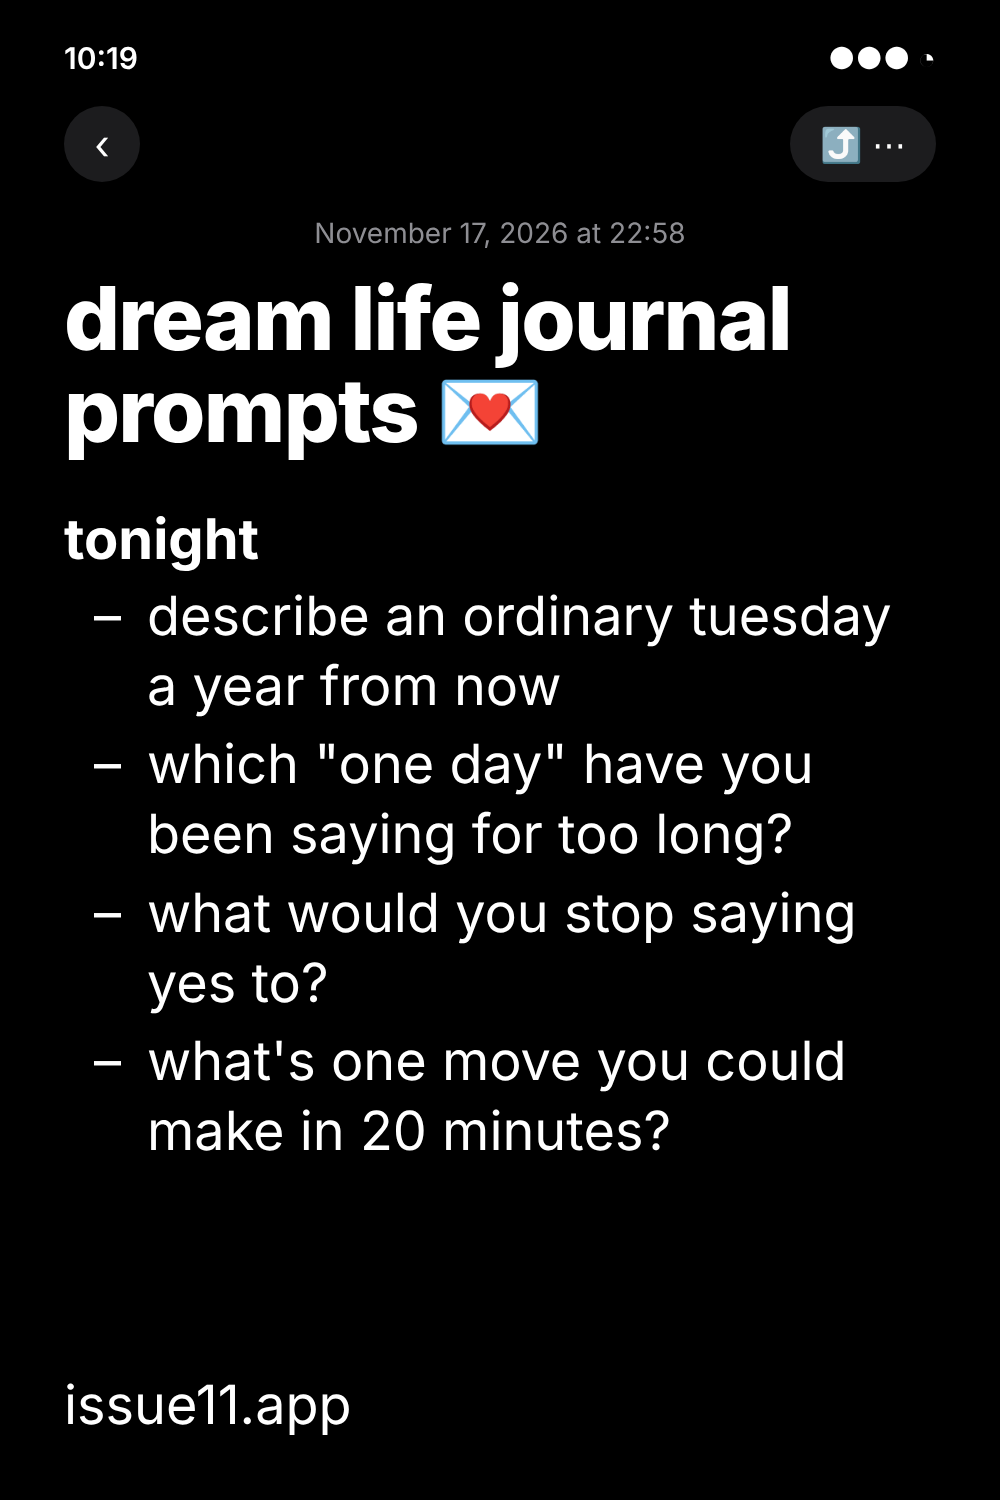 10:19
‹
⤴️ ...
November 17, 2026 at 22:58
dream life journal
prompts 💌
tonight
– describe an ordinary tuesday
a year from now
– which "one day" have you
been saying for too long?
– what would you stop saying
yes to?
– what's one move you could
make in 20 minutes?
issue11.app